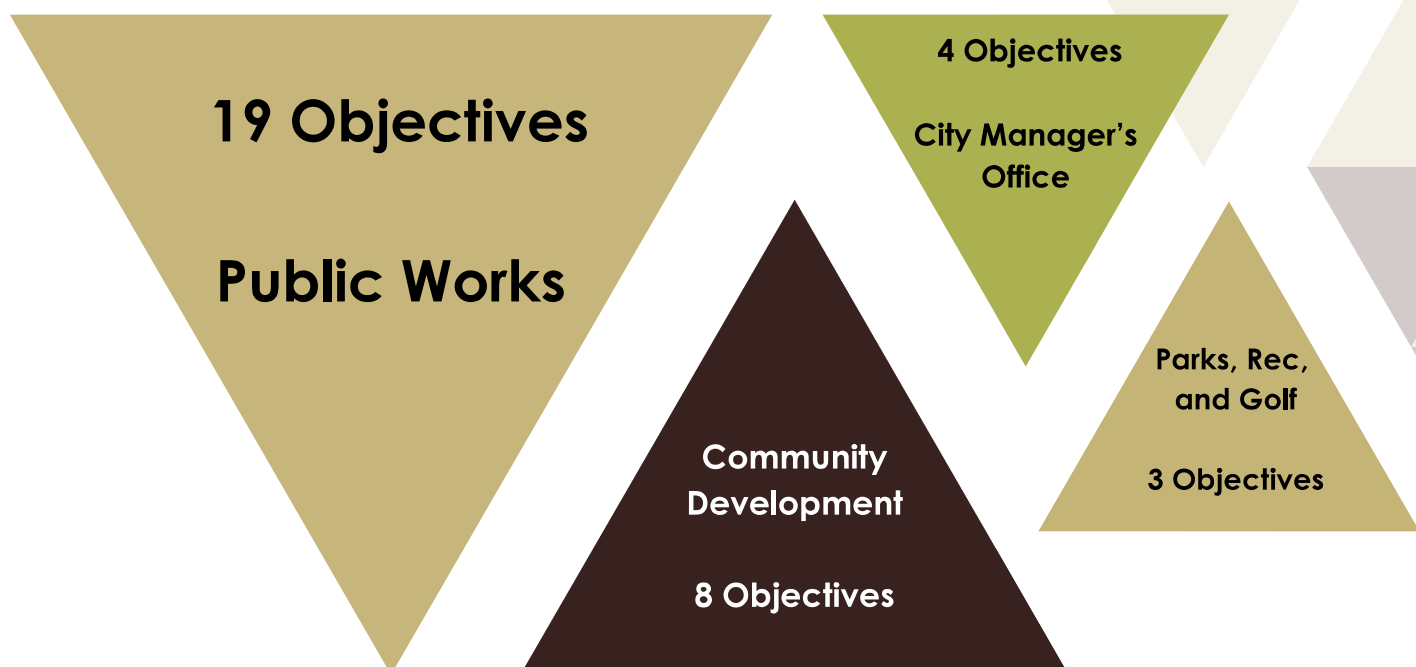 19 Objectives
Public Works
4 Objectives
City Manager’s
Office
Community
Development
8 Objectives
Parks, Rec,
and Golf
3 Objectives